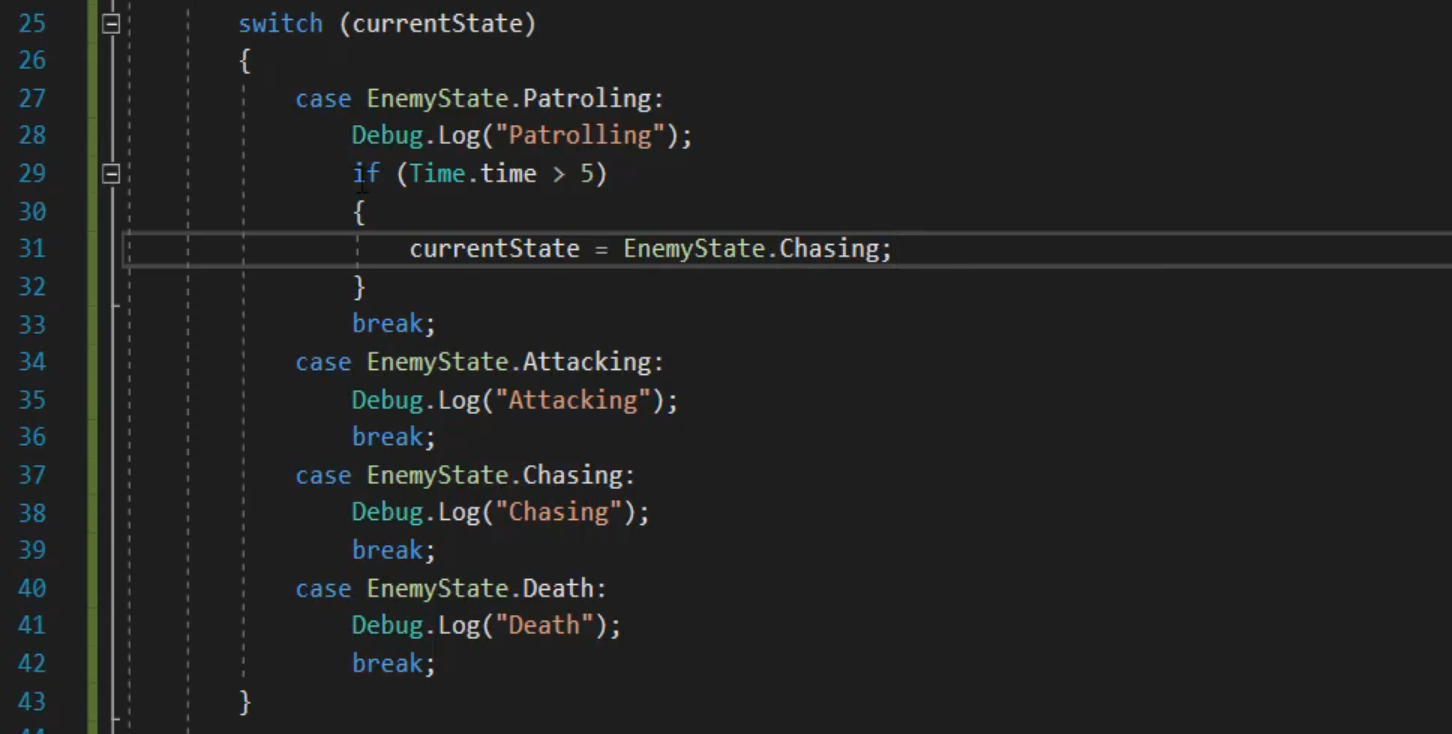 25 switch (currentState)
26 {
27 case EnemyState.Patroling:
28 Debug.Log("Patrolling");
29 if (Time.time > 5)
30 {
31 currentState = EnemyState.Chasing;
32 }
33 break;
34 case EnemyState.Attacking:
35 Debug.Log("Attacking");
36 break;
37 case EnemyState.Chasing:
38 Debug.Log("Chasing");
39 break;
40 case EnemyState.Death:
41 Debug.Log("Death");
42 break;
43 }